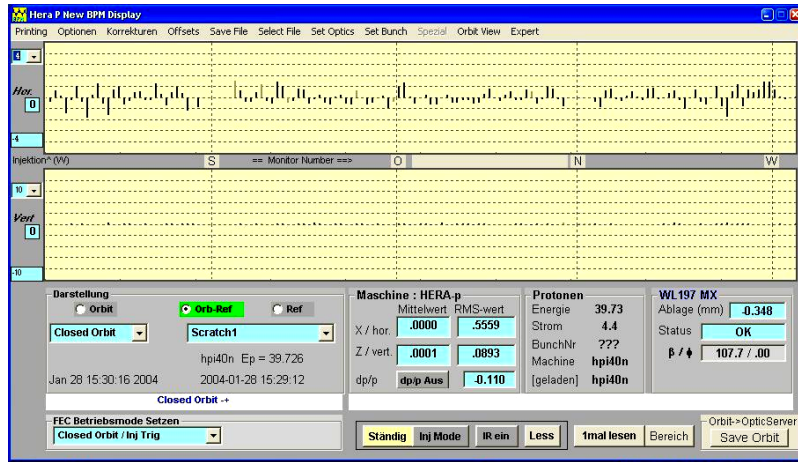 Hera P New BPM Display
Printing Optionen Korrekturen Offsets Save File Select File Set Optics Set Bunch Spezial Orbit View Expert
4
Hor.
0
-4
Injektion^ (W) S == Monitor Number ==> O N W
10
Vert
0
-10
Darstellung
Orbit Orb-Ref Ref
Closed Orbit Scratch1
hpi40n Ep = 39.726
Jan 28 15:30:16 2004 2004-01-28 15:29:12
Closed Orbit -+
Maschine : HERA-p
Mittelwert RMS-wert
X / hor. .0000 .5559
Z / vert. .0001 .0893
dp/p dp/p Aus -0.110
Protonen
Energie 39.73
Strom 4.4
BunchNr ???
Machine hpi40n
[geladen] hpi40n
WL197 MX
Ablage (mm) -0.348
Status OK
β / ϕ 107.7 / .00
FEC Betriebsmode Setzen
Closed Orbit / Inj Trig
Ständig Inj Mode IR ein Less 1mal lesen Bereich
Orbit->OpticServer
Save Orbit